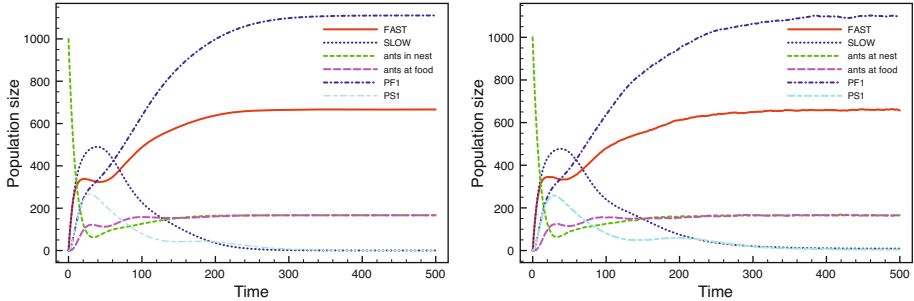 Population size
1000
800
600
400
200
0
FAST
SLOW
ants in nest
ants at food
PF1
PS1
0 100 200 300 400 500
Time
Population size
1000
800
600
400
200
0
FAST
SLOW
ants at nest
ants at food
PF1
PS1
0 100 200 300 400 500
Time